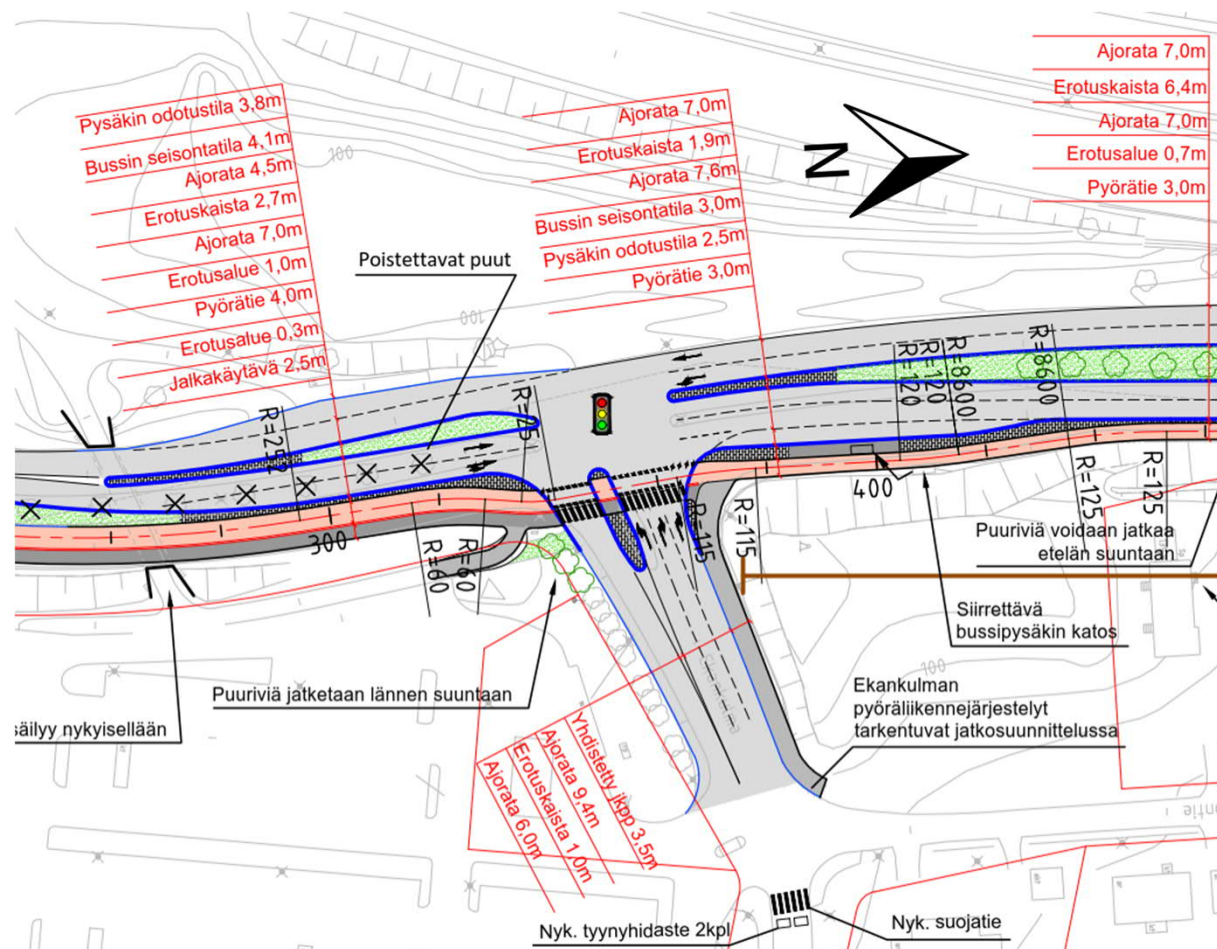 Pysäkin odotustila 3,8m
Bussin seisontatila 4,1m
Ajorata 4,5m
Erotuskaista 2,7m
Ajorata 7,0m
Erotusalue 1,0m
Pyörätie 4,0m
Erotusalue 0,3m
Jalkakäytävä 2,5m
100
Poistettavat puut
100
Ajorata 7,0m
Erotuskaista 1,9m
Ajorata 7,6m
Bussin seisontatila 3,0m
Pysäkin odotustila 2,5m
Pyörätie 3,0m
N
Ajorata 7,0m
Erotuskaista 6,4m
Ajorata 7,0m
Erotusalue 0,7m
Pyörätie 3,0m
R=252
R=25
R=120
R=120
R=8600
R=8600
300
R=60
R=60
R=115
R=115
400
R=125
R=125
Puuriviä voidaan jatkaa
etelän suuntaan
Siirrettävä
bussipysäkin katos
100
Puuriviä jatketaan lännen suuntaan
säilyy nykyisellään
Ekankulman
pyöräliikennejärjestelyt
tarkentuvat jatkosuunnittelussa
Yhdistetty jkpp 3,5m
Ajorata 9,4m
Erotuskaista 1,0m
Ajorata 6,0m
ontie
Nyk. tyynyhidaste 2kpl
Nyk. suojatie